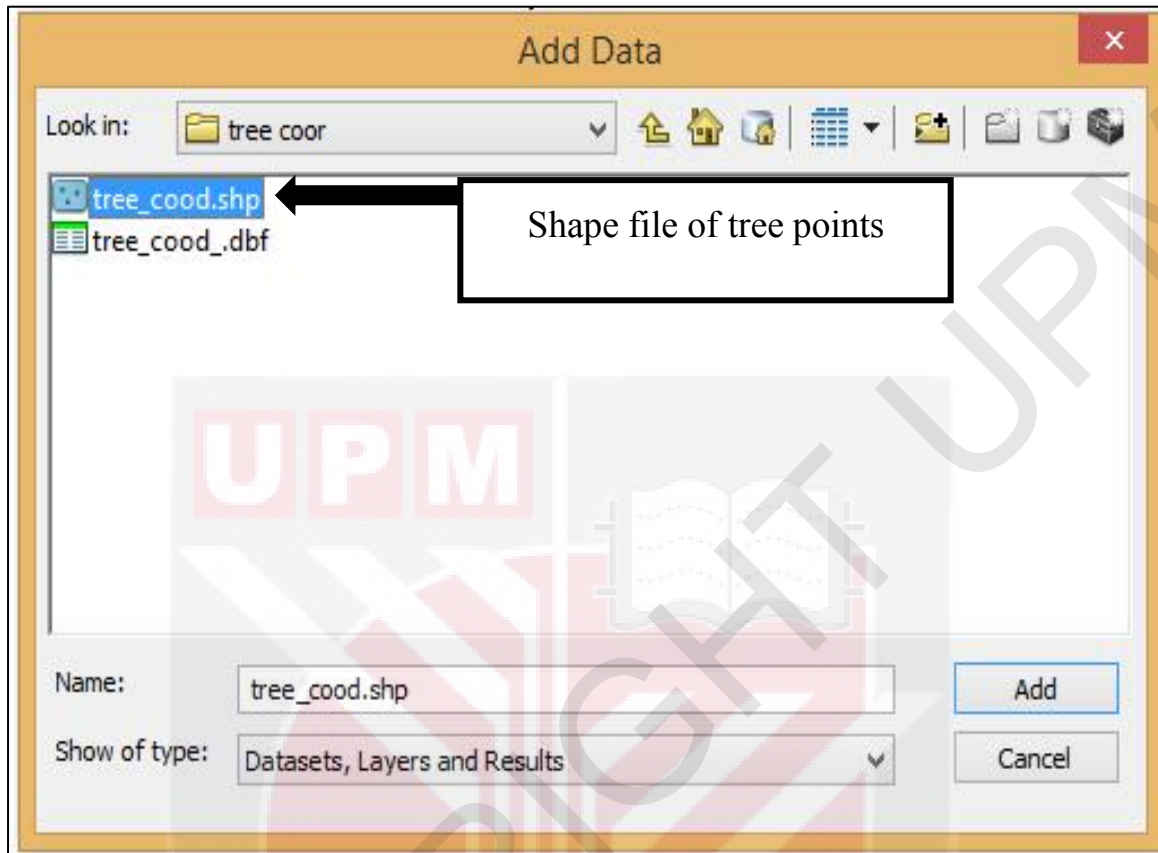 Add Data
Look in:
tree coor
tree_cood.shp
tree_cood_.dbf
Shape file of tree points
UPM
Name:
tree_cood.shp
Add
Show of type:
Datasets, Layers and Results
Cancel